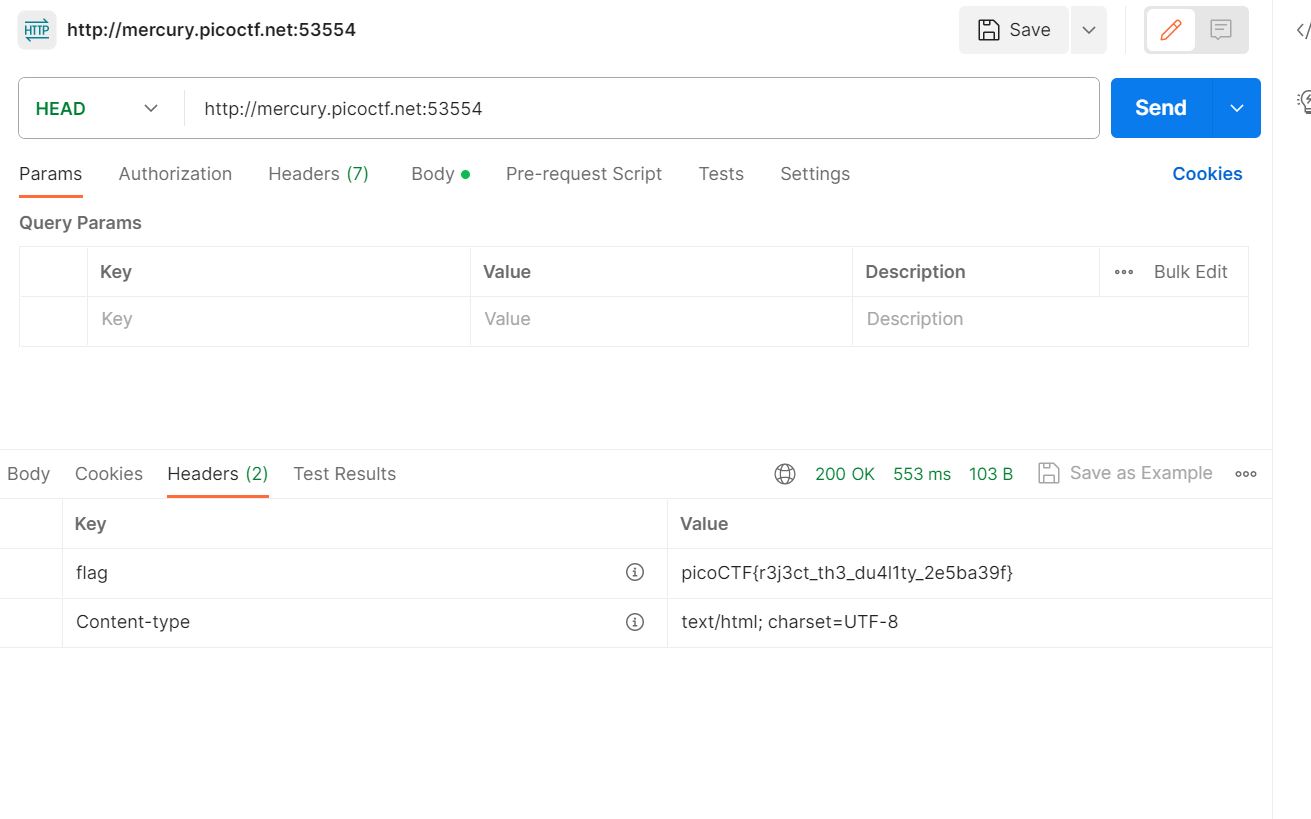 HTTP http://mercury.picoctf.net:53554 Save
HEAD http://mercury.picoctf.net:53554 Send
Params Authorization Headers (7) Body Pre-request Script Tests Settings Cookies
Query Params
Key Value Description Bulk Edit
Key Value Description
Body Cookies Headers (2) Test Results 200 OK 553 ms 103 B Save as Example
Key Value
flag picoCTF{r3j3ct_th3_du4l1ty_2e5ba39f}
Content-type text/html; charset=UTF-8